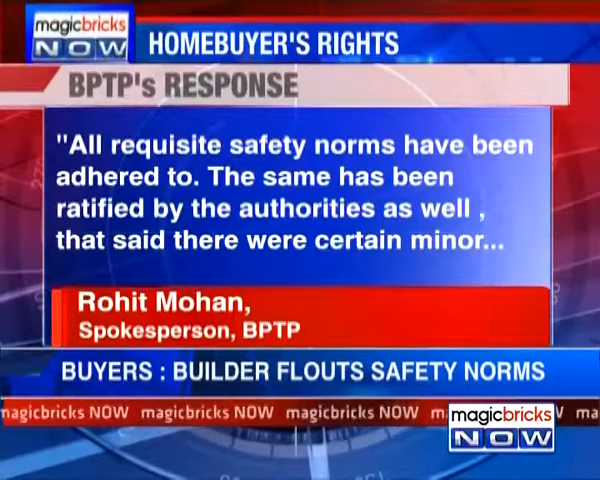 magicbricks
NOW
HOMEBUYER'S RIGHTS
BPTP's RESPONSE
"All requisite safety norms have been
adhered to. The same has been
ratified by the authorities as well ,
that said there were certain minor...
Rohit Mohan,
Spokesperson, BPTP
BUYERS : BUILDER FLOUTS SAFETY NORMS
magicbricks NOW magicbricks NOW magicbricks NOW
magicbricks
NOW